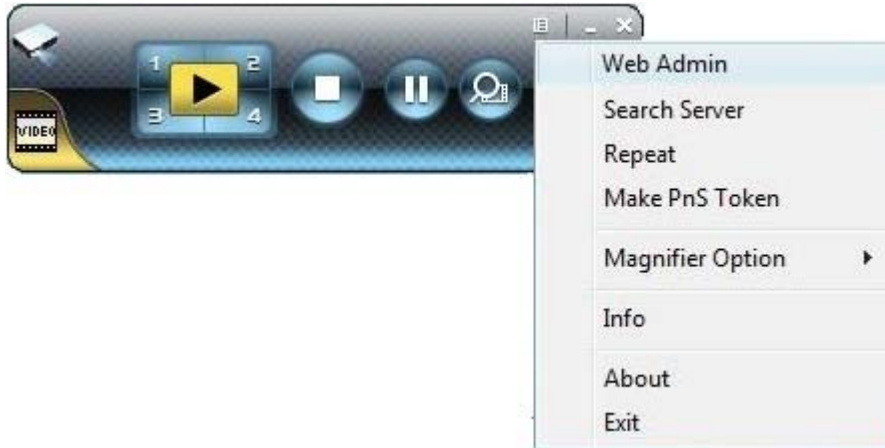 1 2
3 4
VIDEO
Web Admin
Search Server
Repeat
Make PnS Token
Magnifier Option
Info
About
Exit